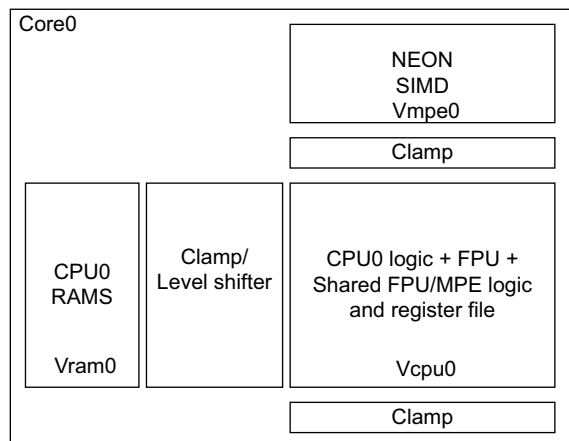 Core0
NEON
SIMD
Vmpe0
Clamp
CPU0
RAMS
Vram0
Clamp/
Level shifter
CPU0 logic + FPU +
Shared FPU/MPE logic
and register file
Vcpu0
Clamp